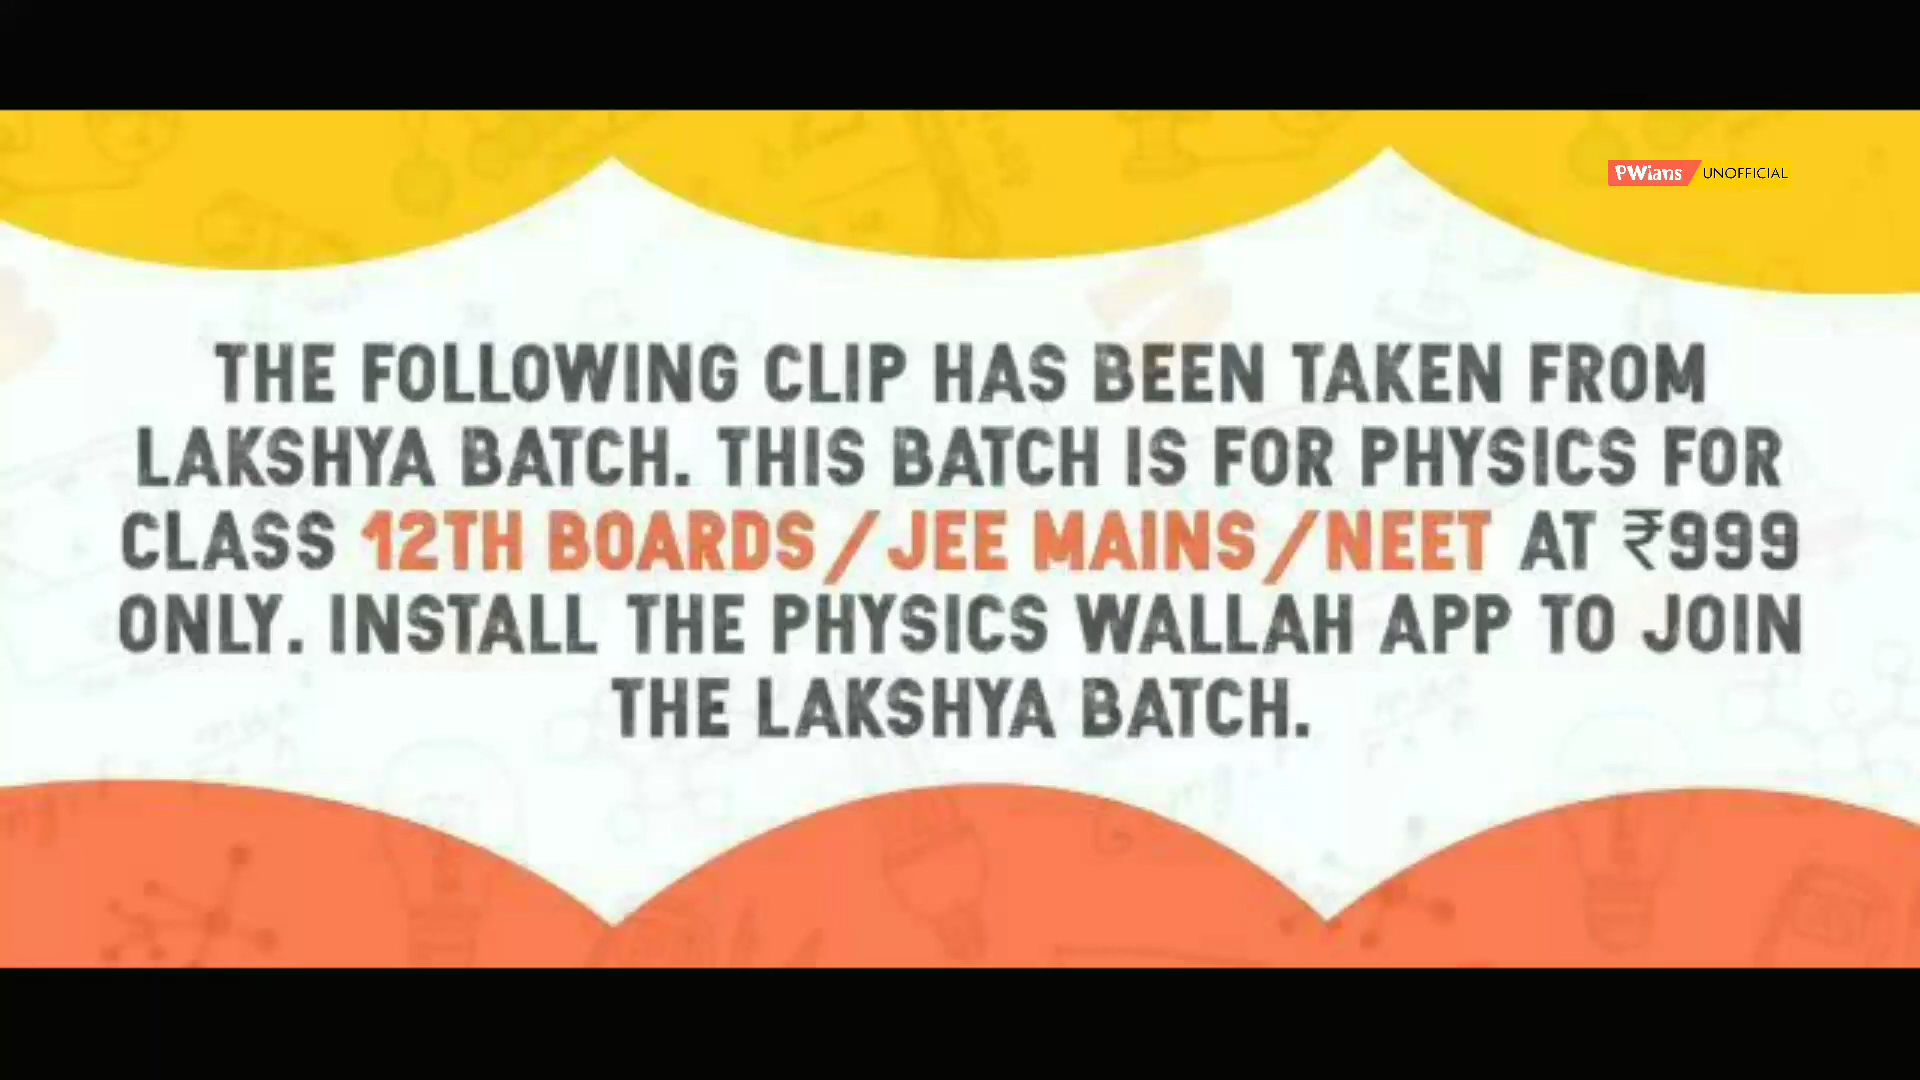 PWians UNOFFICIAL
THE FOLLOWING CLIP HAS BEEN TAKEN FROM
LAKSHYA BATCH. THIS BATCH IS FOR PHYSICS FOR
CLASS 12TH BOARDS/JEE MAINS/NEET AT ₹999
ONLY. INSTALL THE PHYSICS WALLAH APP TO JOIN
THE LAKSHYA BATCH.